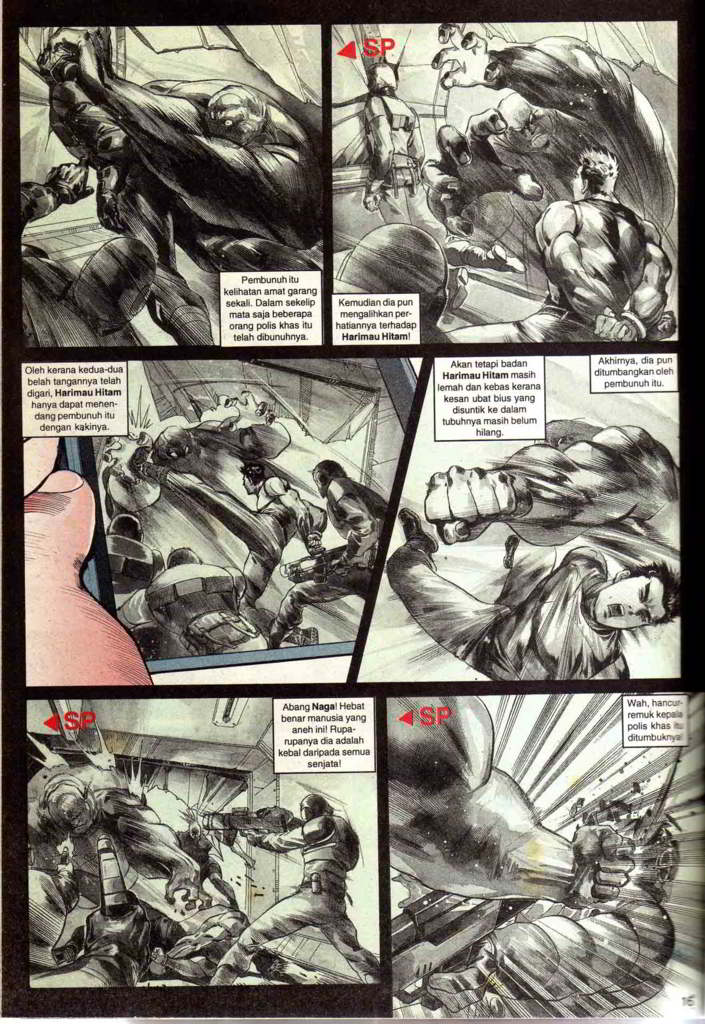 Pembunuh itu
kelihatan amat garang
sekali. Dalam sekelip
mata saja beberapa
orang polis khas itu
telah dibunuhnya.
SP
Kemudian dia pun
mengalihkan per-
hatiannya terhadap
Harimau Hitam!
Oleh kerana kedua-dua
belah tangannya telah
digari, Harimau Hitam
hanya dapat menen-
dang pembunuh itu
dengan kakinya.
Akan tetapi badan
Harimau Hitam masih
lemah dan kebas kerana
kesan ubat bius yang
disuntik ke dalam
tubuhnya masih belum
hilang.
Akhirnya, dia pun
ditumbangkan oleh
pembunuh itu.
SP
Abang Naga! Hebat
benar manusia yang
aneh ini! Rupa-
rupanya dia adalah
kebal daripada semua
senjata!
SP
Wah, hancur-
remuk kepala
polis khas itu
ditumbuknya!